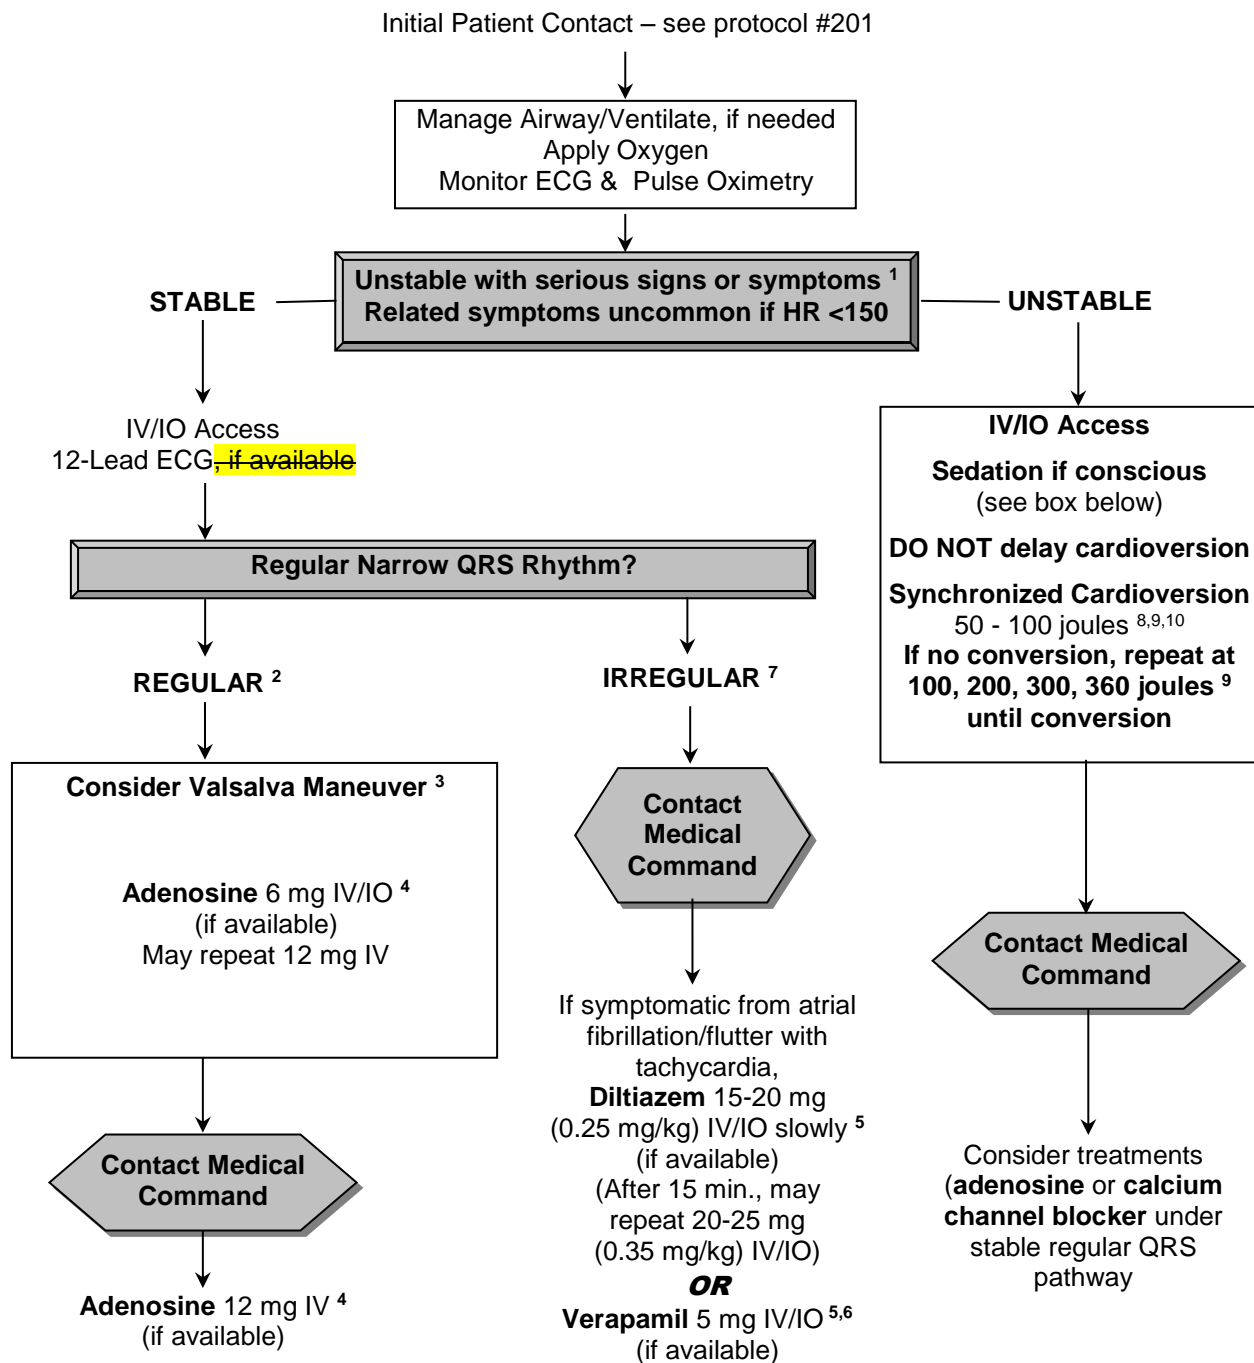 Initial Patient Contact – see protocol #201
Manage Airway/Ventilate, if needed
Apply Oxygen
Monitor ECG & Pulse Oximetry
Unstable with serious signs or symptoms 1
Related symptoms uncommon if HR <150
STABLE
UNSTABLE
IV/IO Access
12-Lead ECG, if available
Regular Narrow QRS Rhythm?
REGULAR 2
Consider Valsalva Maneuver 3
Adenosine 6 mg IV/IO 4
(if available)
May repeat 12 mg IV
Contact Medical
Command
Adenosine 12 mg IV 4
(if available)
IRREGULAR 7
Contact
Medical
Command
If symptomatic from atrial
fibrillation/flutter with
tachycardia,
Diltiazem 15-20 mg
(0.25 mg/kg) IV/IO slowly 5
(if available)
(After 15 min., may
repeat 20-25 mg
(0.35 mg/kg) IV/IO)
OR
Verapamil 5 mg IV/IO 5,6
(if available)
IV/IO Access
Sedation if conscious
(see box below)
DO NOT delay cardioversion
Synchronized Cardioversion
50 - 100 joules 8,9,10
If no conversion, repeat at
100, 200, 300, 360 joules 9
until conversion
Contact Medical
Command
Consider treatments
(adenosine or calcium
channel blocker under
stable regular QRS
pathway